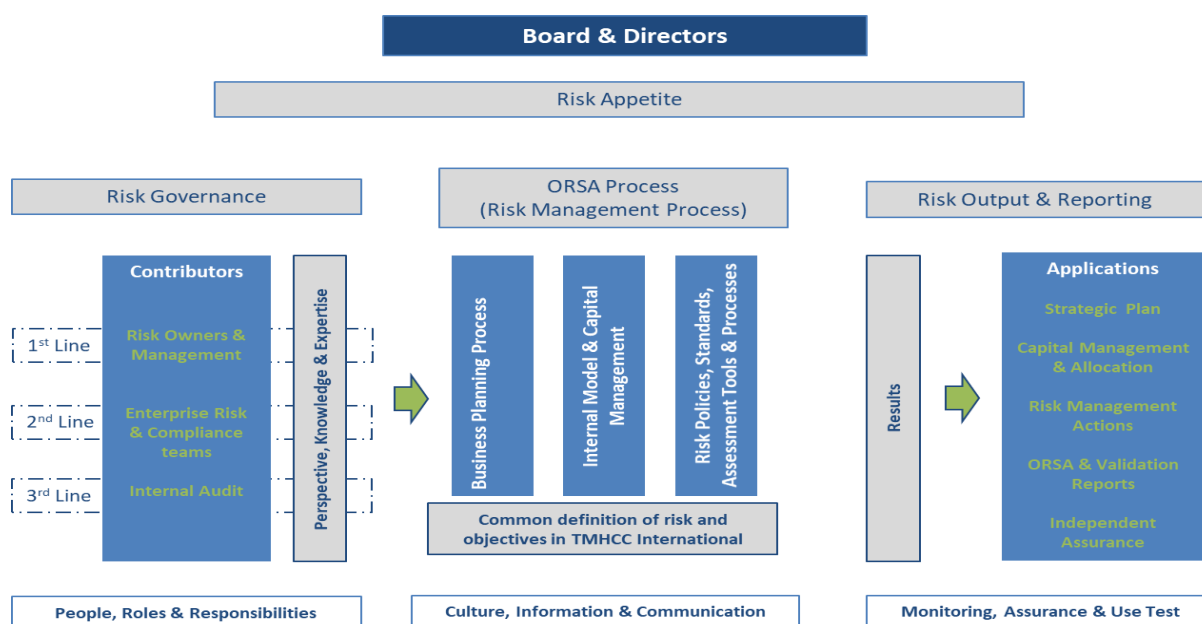 Board & Directors
Risk Appetite
Risk Governance
ORSA Process
(Risk Management Process)
Risk Output & Reporting
Contributors
1st Line
Risk Owners &
Management
2nd Line
Enterprise Risk
& Compliance
teams
3rd Line
Internal Audit
Perspective, Knowledge & Expertise
Business Planning Process
Internal Model & Capital
Management
Risk Policies, Standards,
Assessment Tools & Processes
Common definition of risk and
objectives in TMHCC International
Results
Applications
Strategic Plan
Capital Management
& Allocation
Risk Management
Actions
ORSA & Validation
Reports
Independent
Assurance
People, Roles & Responsibilities
Culture, Information & Communication
Monitoring, Assurance & Use Test